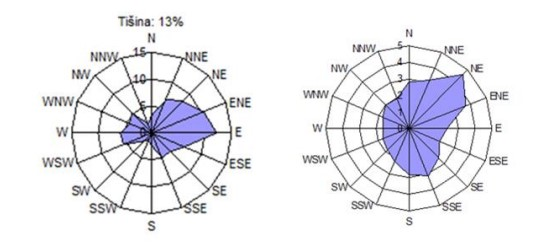 Tišina: 13%
N
NNE
NE
ENE
E
ESE
SE
SSE
S
SSW
SW
WSW
W
WNW
NW
NNW
15
10
5
0
N
NNE
NE
ENE
E
ESE
SE
SSE
S
SSW
SW
WSW
W
WNW
NW
NNW
5
4
3
2
1
0